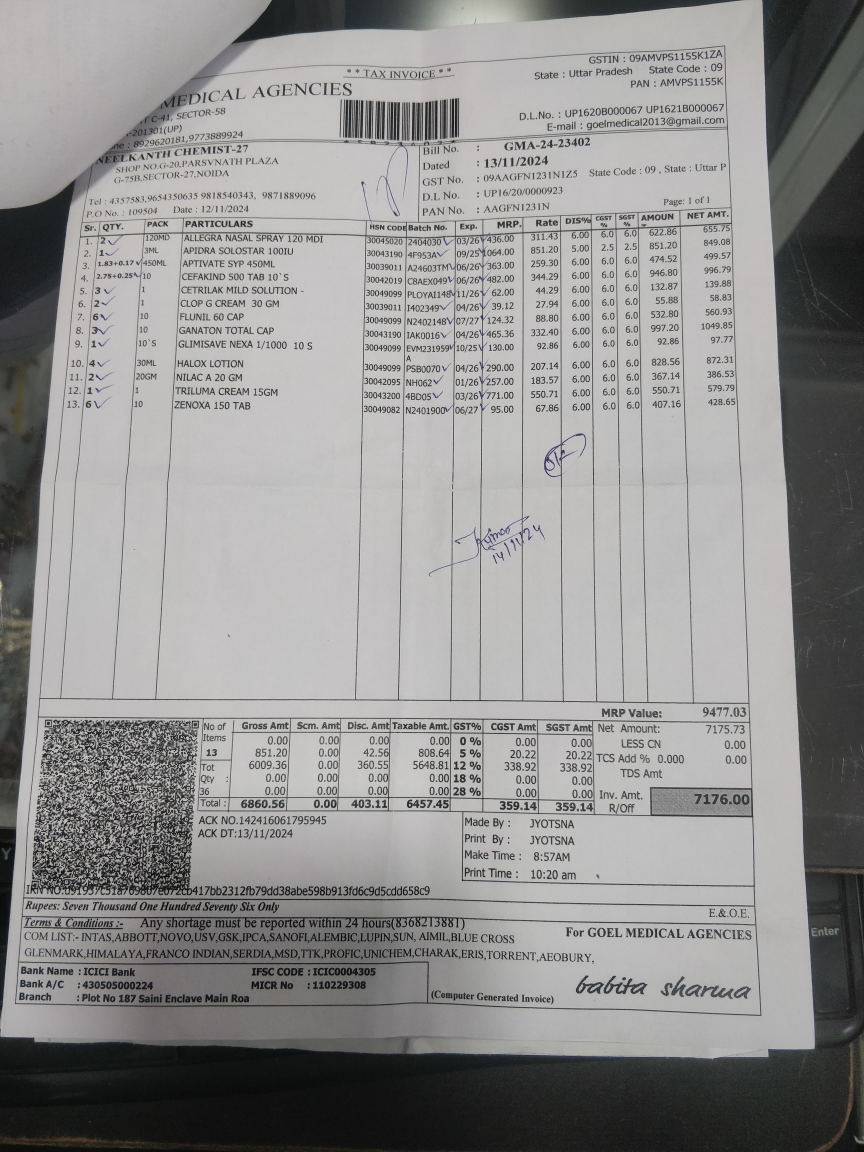 ** TAX INVOICE **
GSTIN : 09AMVPS1155K1ZA
State : Uttar Pradesh State Code : 09
PAN : AMVPS1155K
MEDICAL AGENCIES
C-41, SECTOR-58
-201301(UP)
: 8929620181,9773889924
D.L.No. : UP1620B000067 UP1621B000067
E-mail : goelmedical2013@gmail.com
NEELKANTH CHEMIST-27
SHOP NO.G-20,PARSVNATH PLAZA
G-75B,SECTOR-27,NOIDA
Tel : 4357583,9654350635 9818540343, 9871889096
P.O No. : 109504 Date : 12/11/2024
Bill No. : GMA-24-23402
Dated : 13/11/2024
GST No. : 09AAGFN1231N1Z5 State Code : 09 , State : Uttar P
D.L No. : UP16/20/0000923
PAN No. : AAGFN1231N Page: 1 of 1
Sr. QTY. PACK PARTICULARS HSN CODE Batch No. Exp. MRP. Rate DIS% CGST % SGST % AMOUN NET AMT.
1. 2 120MD ALLEGRA NASAL SPRAY 120 MDI 30045020 2404030 03/26 436.00 311.43 6.00 6.0 6.0 622.86 655.75
2. 1 3ML APIDRA SOLOSTAR 100IU 30043190 4F953A 09/25 1064.00 851.20 5.00 2.5 2.5 851.20 849.08
3. 1.83+0.17 450ML APTIVATE SYP 450ML 30039011 A24603TM 06/26 363.00 259.30 6.00 6.0 6.0 474.52 499.57
4. 2.75+0.25 10 CEFAKIND 500 TAB 10`S 30042019 C8AEX049 06/26 482.00 344.29 6.00 6.0 6.0 946.80 996.79
5. 3 1 CETRILAK MILD SOLUTION - 30049099 PLOYAI148 11/26 62.00 44.29 6.00 6.0 6.0 132.87 139.88
6. 2 1 CLOP G CREAM 30 GM 30039011 I402349 04/26 39.12 27.94 6.00 6.0 6.0 55.88 58.83
7. 6 10 FLUNIL 60 CAP 30049099 N2402148 07/27 124.32 88.80 6.00 6.0 6.0 532.80 560.93
8. 3 10 GANATON TOTAL CAP 30043190 IAK0016 04/26 465.36 332.40 6.00 6.0 6.0 997.20 1049.85
9. 1 10`S GLIMISAVE NEXA 1/1000 10 S 30049099 EVM231959 10/25 130.00 92.86 6.00 6.0 6.0 92.86 97.77
A
10. 4 30ML HALOX LOTION 30049099 PSB0070 04/26 290.00 207.14 6.00 6.0 6.0 828.56 872.31
11. 2 20GM NILAC A 20 GM 30042095 NH062 01/26 257.00 183.57 6.00 6.0 6.0 367.14 386.53
12. 1 1 TRILUMA CREAM 15GM 30043200 4BD05 03/26 771.00 550.71 6.00 6.0 6.0 550.71 579.79
13. 6 10 ZENOXA 150 TAB 30049082 N2401900 06/27 95.00 67.86 6.00 6.0 6.0 407.16 428.65
14/11/24
MRP Value: 9477.03
No of Items Gross Amt Scm. Amt Disc. Amt Taxable Amt. GST% CGST Amt SGST Amt
0.00 0.00 0.00 0.00 0 % 0.00 0.00
13 851.20 0.00 42.56 808.64 5 % 20.22 20.22
Tot 6009.36 0.00 360.55 5648.81 12 % 338.92 338.92
Qty : 0.00 0.00 0.00 0.00 18 % 0.00 0.00
36 0.00 0.00 0.00 0.00 28 % 0.00 0.00
Total : 6860.56 0.00 403.11 6457.45 359.14 359.14
Net Amount: 7175.73
LESS CN 0.00
TCS Add % 0.000 0.00
TDS Amt
Inv. Amt. R/Off 7176.00
ACK NO.142416061795945
ACK DT:13/11/2024
Made By : JYOTSNA
Print By : JYOTSNA
Make Time : 8:57AM
Print Time : 10:20 am
Rupees: Seven Thousand One Hundred Seventy Six Only
E.&O.E.
Terms & Conditions :- Any shortage must be reported within 24 hours(8368213881)
COM LIST:- INTAS,ABBOTT,NOVO,USV,GSK,IPCA,SANOFI,ALEMBIC,LUPIN,SUN, AIMIL,BLUE CROSS
GLENMARK,HIMALAYA,FRANCO INDIAN,SERDIA,MSD,TTK,PROFIC,UNICHEM,CHARAK,ERIS,TORRENT,AEOBURY,
For GOEL MEDICAL AGENCIES
Bank Name : ICICI Bank IFSC CODE : ICIC0004305
Bank A/C : 430505000224 MICR No : 110229308
Branch : Plot No 187 Saini Enclave Main Roa
(Computer Generated Invoice)
babita sharma
Enter